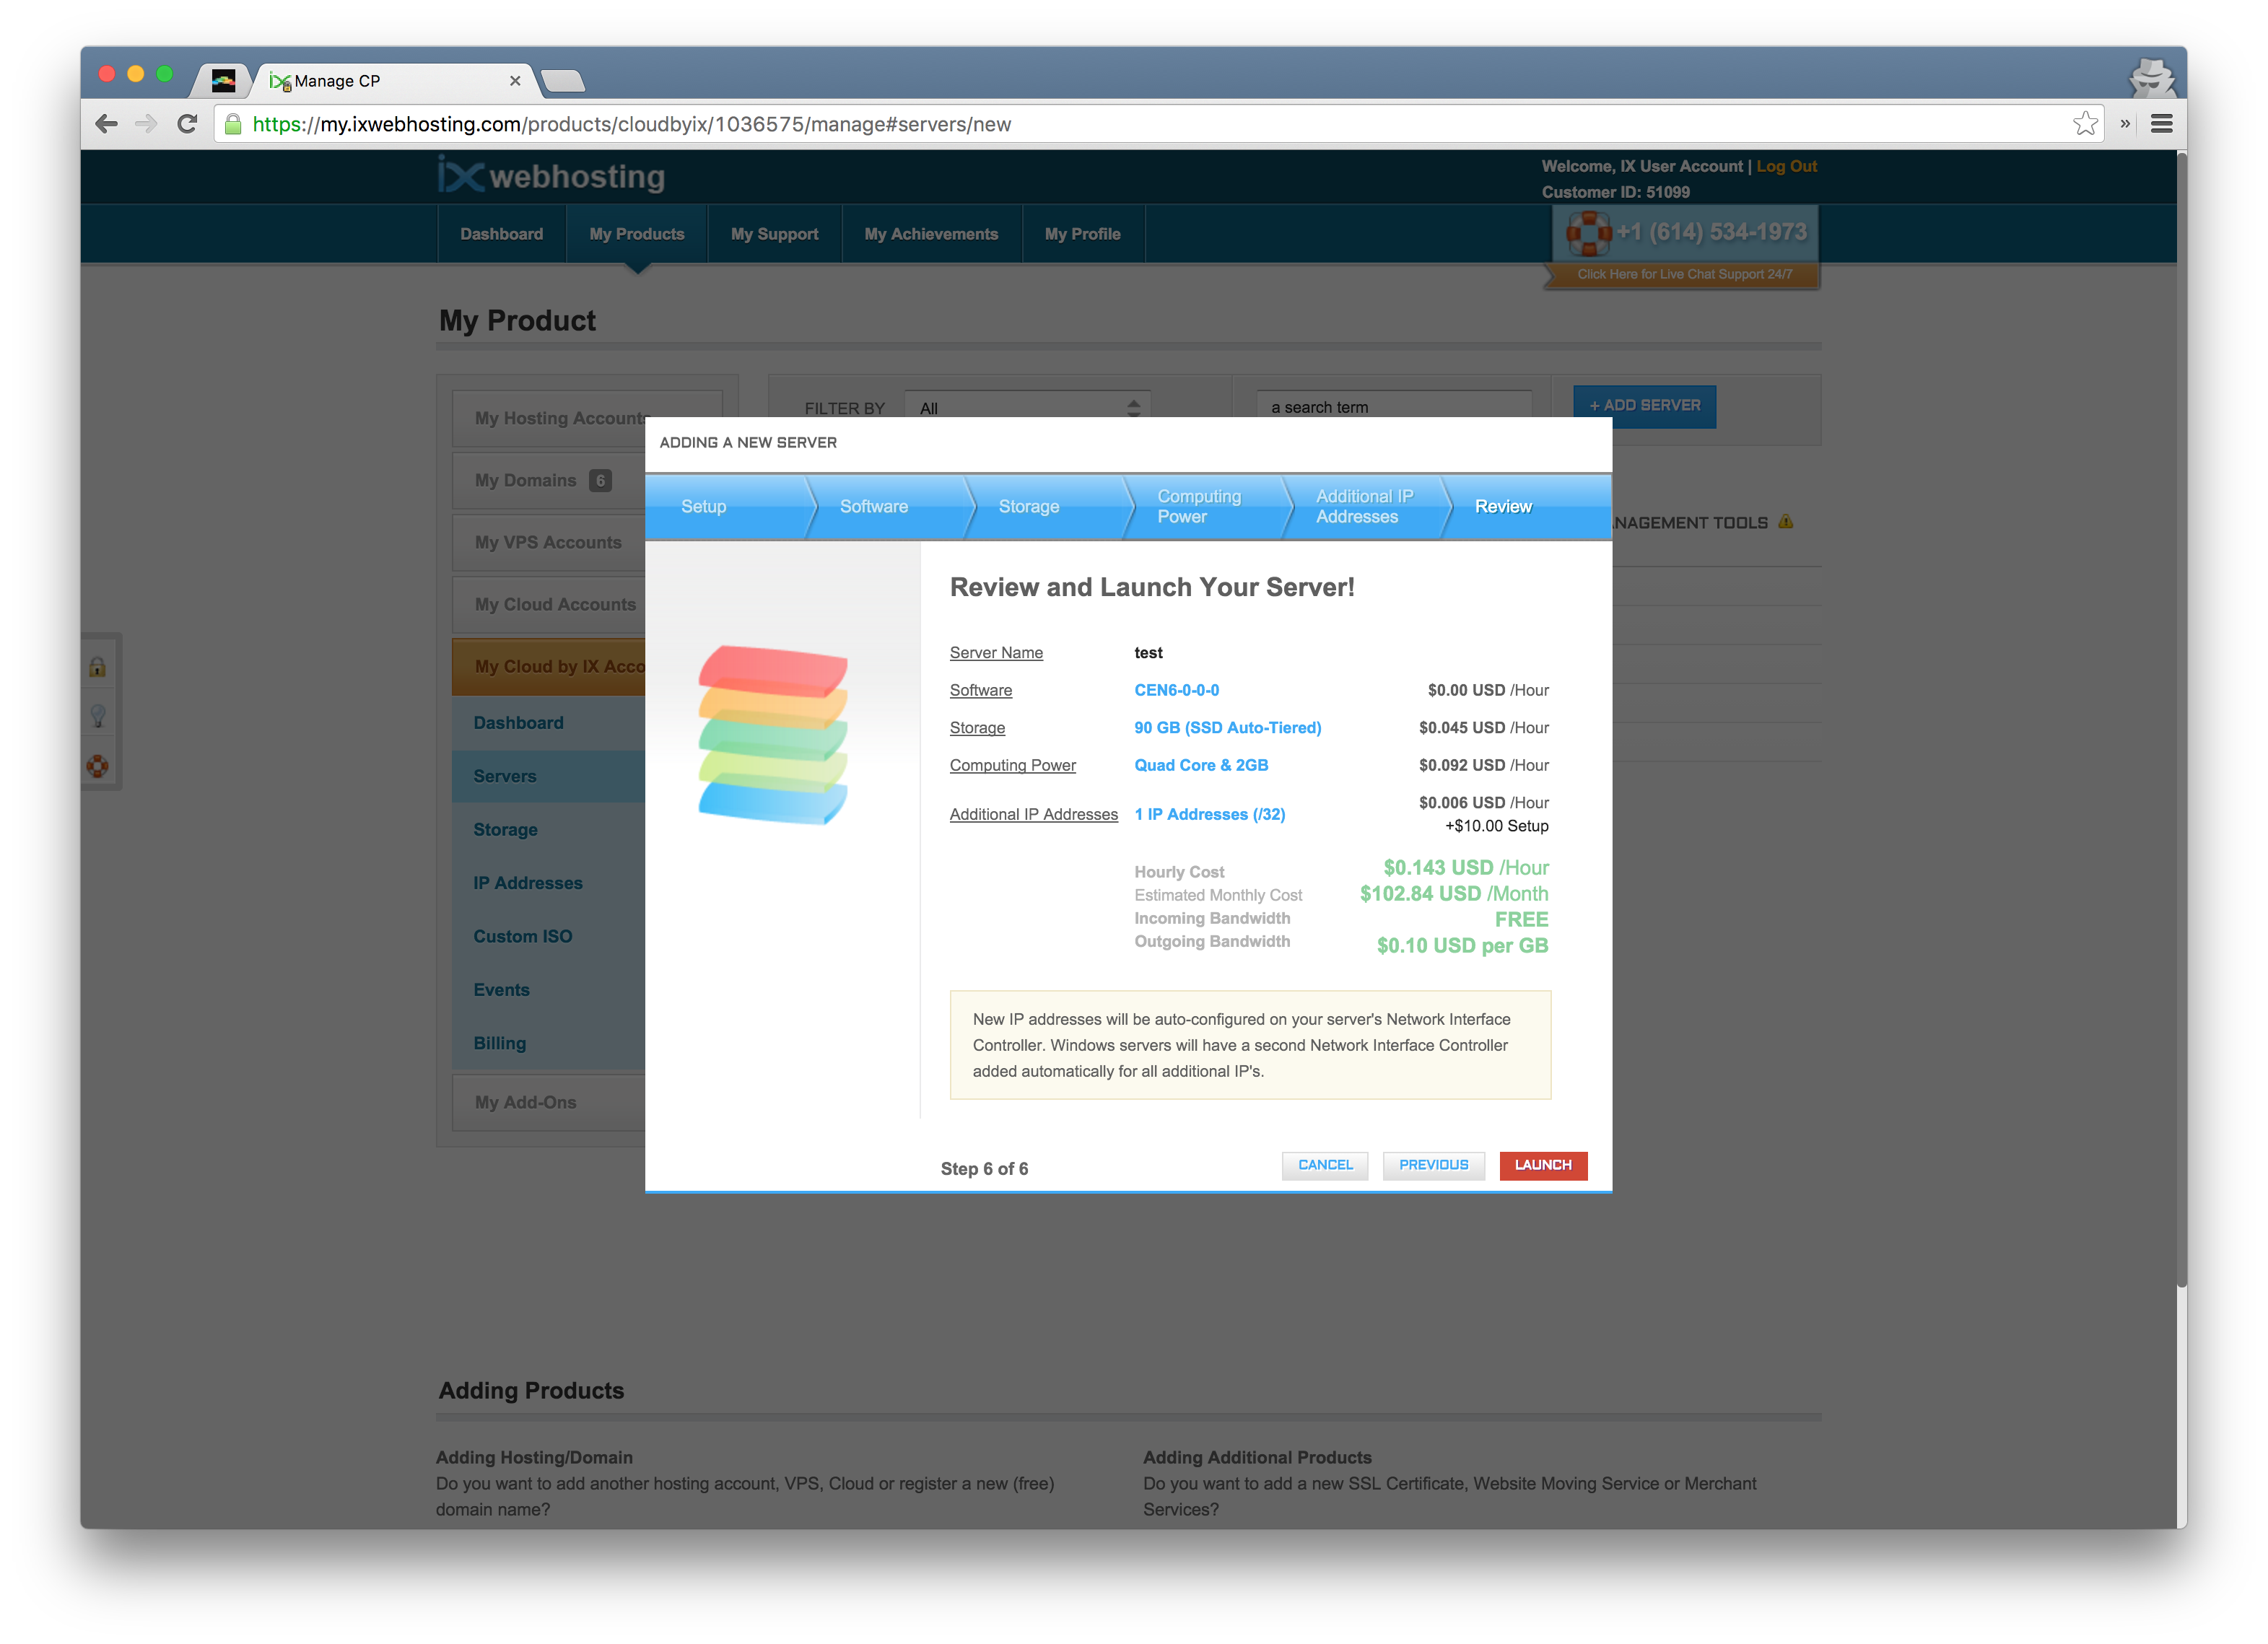 Manage CP
https://my.ixwebhosting.com/products/cloudbyix/1036575/manage#servers/new
ix webhosting
Welcome, IX User Account | Log Out
Customer ID: 51099
Dashboard
My Products
My Support
My Achievements
My Profile
+1 (614) 534-1973
Click Here for Live Chat Support 24/7
My Product
My Hosting Accounts
My Domains 6
My VPS Accounts
My Cloud Accounts
My Cloud by IX Acco
Dashboard
Servers
Storage
IP Addresses
Custom ISO
Events
Billing
My Add-Ons
FILTER BY All a search term + ADD SERVER
NAGEMENT TOOLS
ADDING A NEW SERVER
Setup
Software
Storage
Computing
Power
Additional IP
Addresses
Review
Review and Launch Your Server!
Server Name test
Software CEN6-0-0-0 $0.00 USD /Hour
Storage 90 GB (SSD Auto-Tiered) $0.045 USD /Hour
Computing Power Quad Core & 2GB $0.092 USD /Hour
Additional IP Addresses 1 IP Addresses (/32) $0.006 USD /Hour
+$10.00 Setup
Hourly Cost $0.143 USD /Hour
Estimated Monthly Cost $102.84 USD /Month
Incoming Bandwidth FREE
Outgoing Bandwidth $0.10 USD per GB
New IP addresses will be auto-configured on your server's Network Interface
Controller. Windows servers will have a second Network Interface Controller
added automatically for all additional IP's.
Step 6 of 6
CANCEL
PREVIOUS
LAUNCH
Adding Products
Adding Hosting/Domain
Do you want to add another hosting account, VPS, Cloud or register a new (free)
domain name?
Adding Additional Products
Do you want to add a new SSL Certificate, Website Moving Service or Merchant
Services?